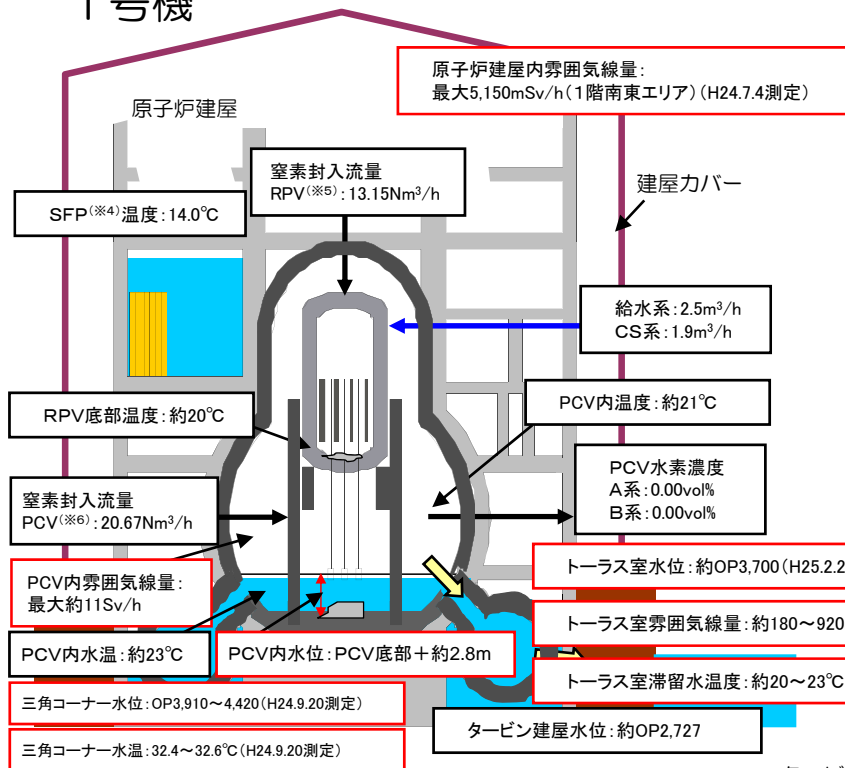 1号機
原子炉建屋内雰囲気線量：
最大5,150mSv/h（1階南東エリア）（H24.7.4測定）
原子炉建屋
窒素封入流量
RPV(※5)：13.15Nm³/h
建屋カバー
SFP(※4)温度：14.0℃
給水系：2.5m³/h
CS系：1.9m³/h
RPV底部温度：約20℃
PCV内温度：約21℃
PCV水素濃度
A系：0.00vol%
B系：0.00vol%
窒素封入流量
PCV(※6)：20.67Nm³/h
トーラス室水位：約OP3,700（H25.2.2
PCV内雰囲気線量：
最大約11Sv/h
トーラス室雰囲気線量：約180～920
PCV内水温：約23℃
PCV内水位：PCV底部＋約2.8m
トーラス室滞留水温度：約20～23℃
三角コーナー水位：OP3,910～4,420（H24.9.20測定）
タービン建屋水位：約OP2,727
三角コーナー水温：32.4～32.6℃（H24.9.20測定）